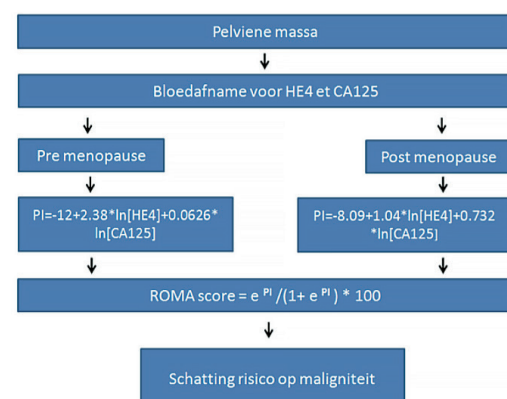 Pelviene massa
Bloedafname voor HE4 et CA125
Pre menopause
Post menopause
PI=-12+2.38*ln[HE4]+0.0626*
ln[CA125]
PI=-8.09+1.04*ln[HE4]+0.732
*ln[CA125]
ROMA score = e PI /(1+ e PI ) * 100
Schatting risico op maligniteit